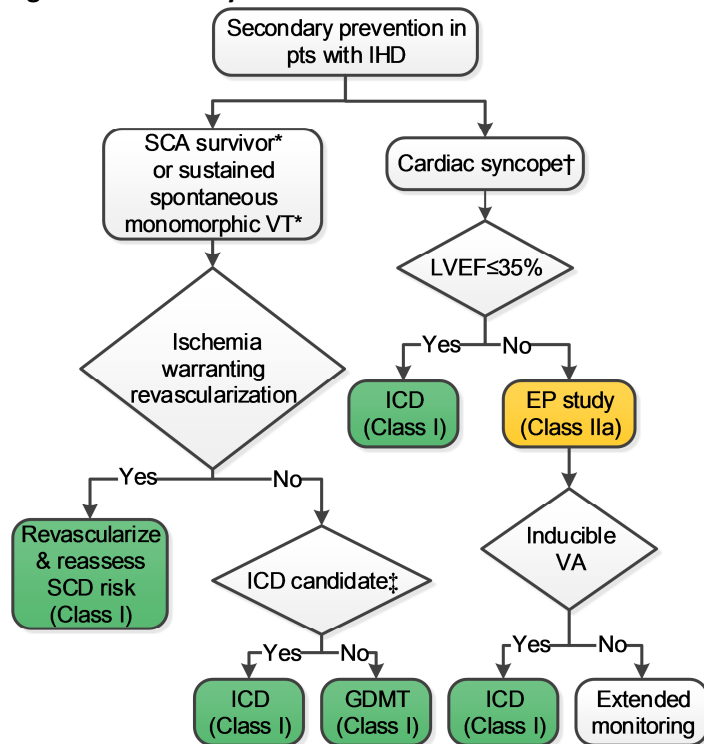 Secondary prevention in
pts with IHD
SCA survivor*
or sustained
spontaneous
monomorphic VT*
Cardiac syncope†
LVEF≤35%
Ischemia
warranting
revascularization
Yes
No
ICD
(Class I)
EP study
(Class IIa)
Yes
No
Revascularize
& reassess
SCD risk
(Class I)
ICD candidate‡
Inducible
VA
Yes
No
Yes
No
ICD
(Class I)
GDMT
(Class I)
ICD
(Class I)
Extended
monitoring